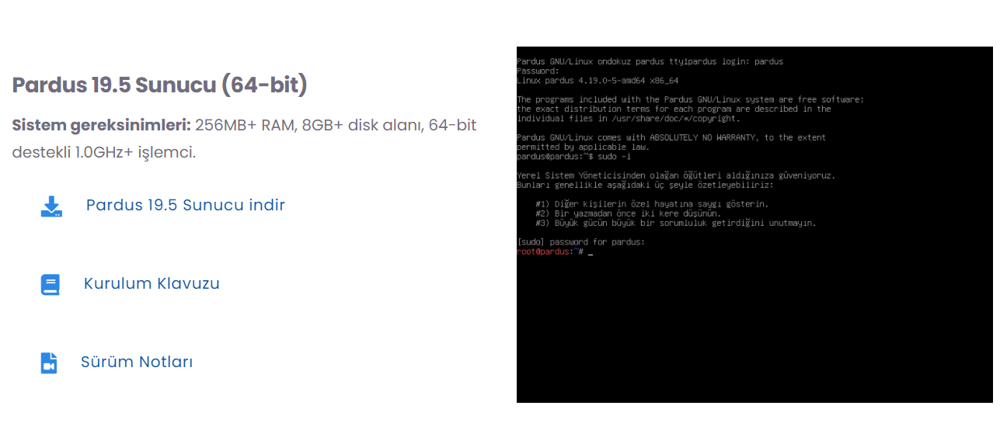 Pardus 19.5 Sunucu (64-bit)
Sistem gereksinimleri: 256MB+ RAM, 8GB+ disk alanı, 64-bit
destekli 1.0GHz+ işlemci.
Pardus 19.5 Sunucu indir
Kurulum Klavuzu
Sürüm Notları
Pardus GNU/Linux ondokuz pardus tty1pardus login: pardus
Password:
Linux pardus 4.19.0-5-amd64 x86_64
The programs included with the Pardus GNU/Linux system are free software;
the exact distribution terms for each program are described in the
individual files in /usr/share/doc/*/copyright.
Pardus GNU/Linux comes with ABSOLUTELY NO WARRANTY, to the extent
permitted by applicable law.
pardus@pardus:~$ sudo -i
Yerel Sistem Yöneticisinden olağan öğütleri aldığınıza güveniyoruz.
Bunları genellikle aşağıdaki üç şeyle özetleyebiliriz:
#1) Diğer kişilerin özel hayatına saygı gösterin.
#2) Bir yazmadan önce iki kere düşünün.
#3) Büyük gücün büyük bir sorumluluk getirdiğini unutmayın.
[sudo] password for pardus:
root@pardus:~# _